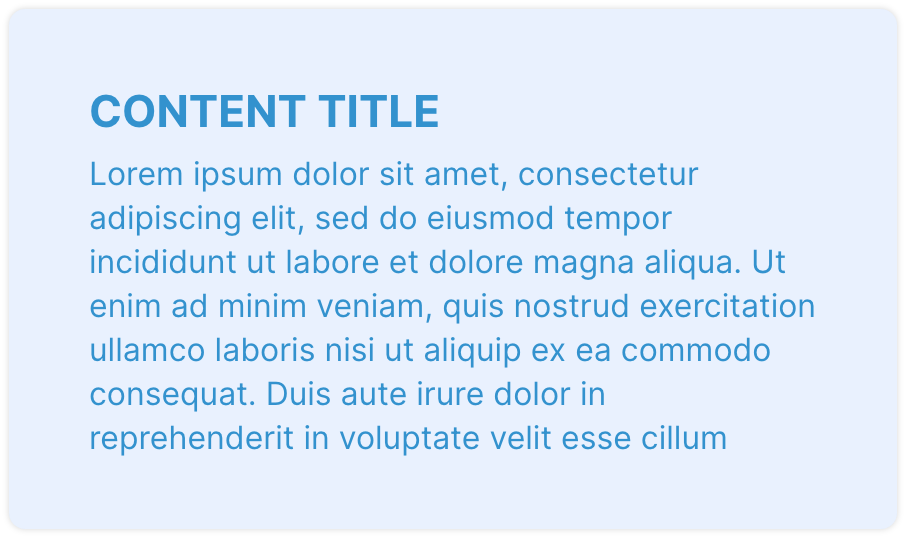 CONTENT TITLE
Lorem ipsum dolor sit amet, consectetur
adipiscing elit, sed do eiusmod tempor
incididunt ut labore et dolore magna aliqua. Ut
enim ad minim veniam, quis nostrud exercitation
ullamco laboris nisi ut aliquip ex ea commodo
consequat. Duis aute irure dolor in
reprehenderit in voluptate velit esse cillum